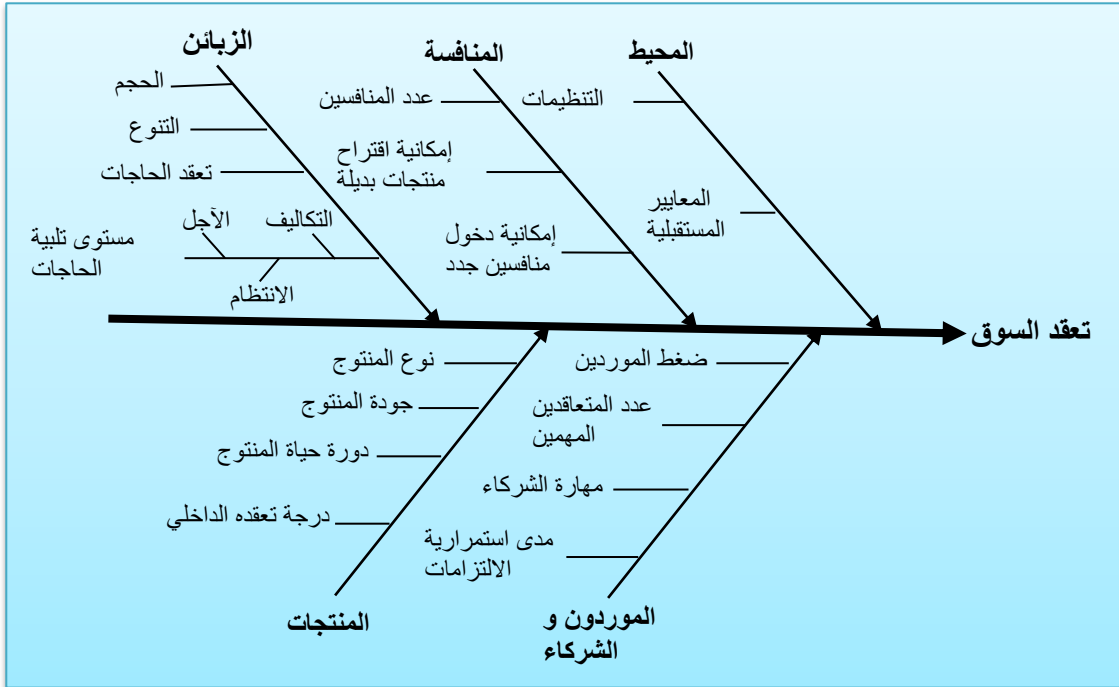 المحيط
المنافسة
الزبائن
التنظيمات
المعايير
المستقبلية
عدد المنافسين
إمكانية اقتراح
منتجات بديلة
إمكانية دخول
منافسين جدد
الحجم
التنوع
تعقد الحاجات
التكاليف
الآجل
الانتظام
مستوى تلبية
الحاجات
تعقد السوق
ضغط الموردين
عدد المتعاقدين
المهمين
مهارة الشركاء
مدى استمرارية
الالتزامات
الموردون و
الشركاء
نوع المنتوج
جودة المنتوج
دورة حياة المنتوج
درجة تعقده الداخلي
المنتجات